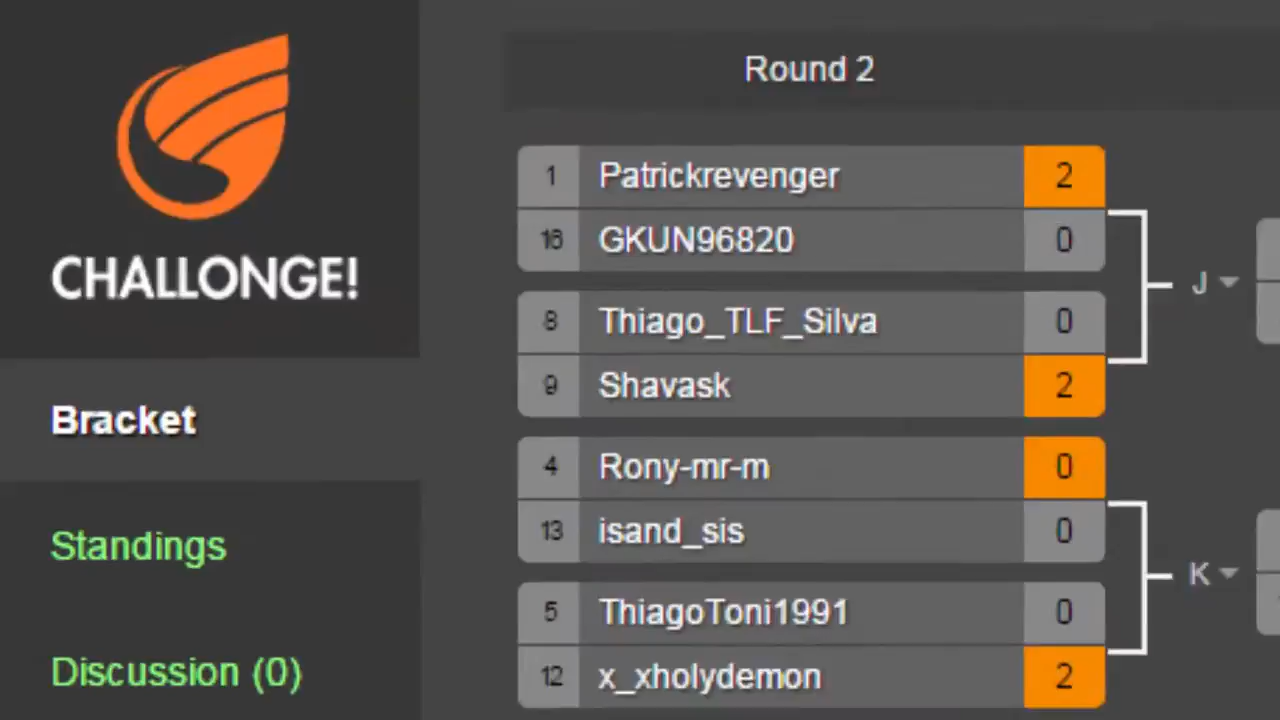 CHALLONGE!
Bracket
Standings
Discussion (0)
Round 2
1 Patrickrevenger 2
16 GKUN96820 0
J
8 Thiago_TLF_Silva 0
9 Shavask 2
4 Rony-mr-m 0
13 isand_sis 0
K
5 ThiagoToni1991 0
12 x_xholydemon 2